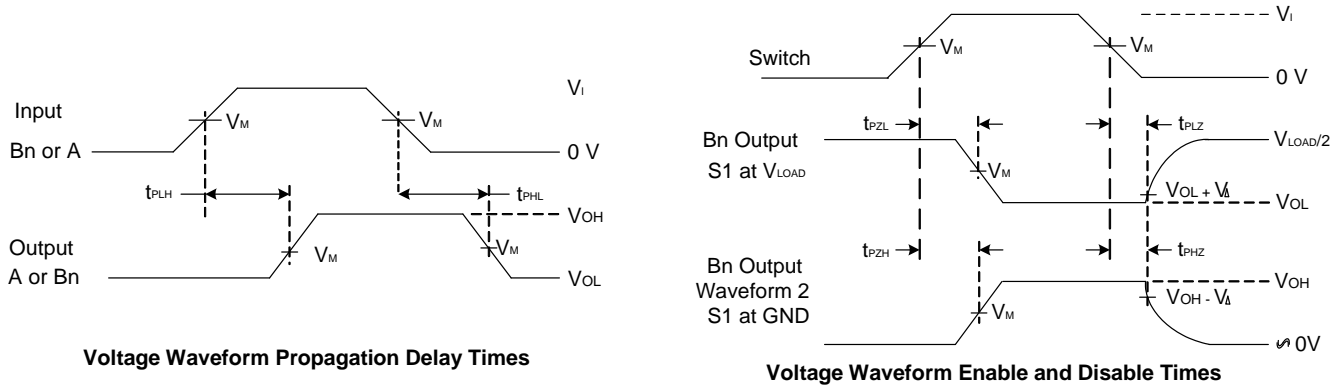 Input
Bn or A
VM
VM
VI
0 V
tPLH
tPHL
Output
A or Bn
VM
VM
VOH
VOL
Voltage Waveform Propagation Delay Times
Switch
VM
VM
VI
0 V
Bn Output
S1 at VLOAD
tPZL
VM
tPLZ
VLOAD/2
VOL + VΔ
VOL
Bn Output
Waveform 2
S1 at GND
tPZH
VM
tPHZ
VOH
VOH - VΔ
0V
Voltage Waveform Enable and Disable Times